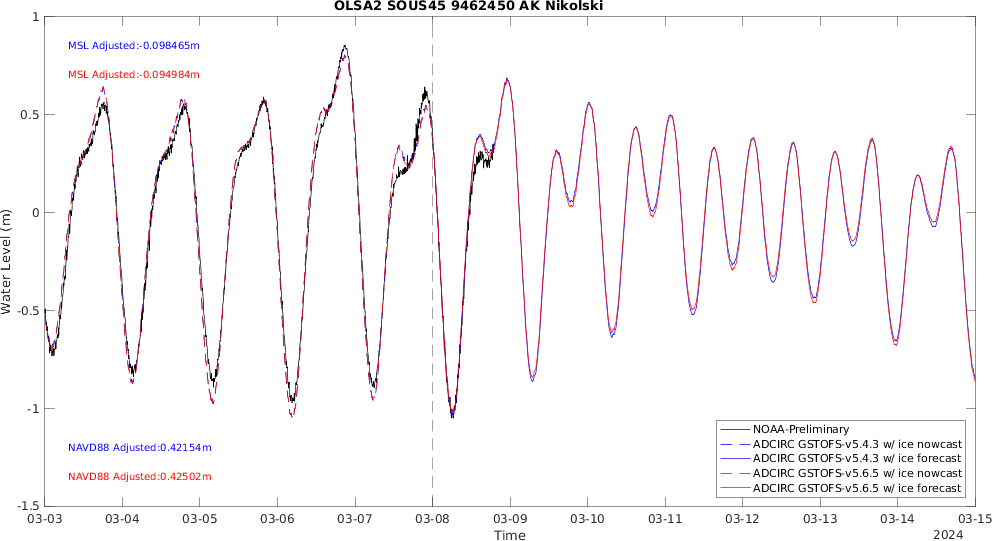 OLSA2 SOUS45 9462450 AK Nikolski
MSL Adjusted:-0.098465m
MSL Adjusted:-0.094984m
Water Level (m)
1
0.5
0
-0.5
-1
-1.5
NAVD88 Adjusted:0.42154m
NAVD88 Adjusted:0.42502m
NOAA-Preliminary
ADCIRC GSTOFS-v5.4.3 w/ ice nowcast
ADCIRC GSTOFS-v5.4.3 w/ ice forecast
ADCIRC GSTOFS-v5.6.5 w/ ice nowcast
ADCIRC GSTOFS-v5.6.5 w/ ice forecast
03-03 03-04 03-05 03-06 03-07 03-08 03-09 03-10 03-11 03-12 03-13 03-14 03-15
Time
2024